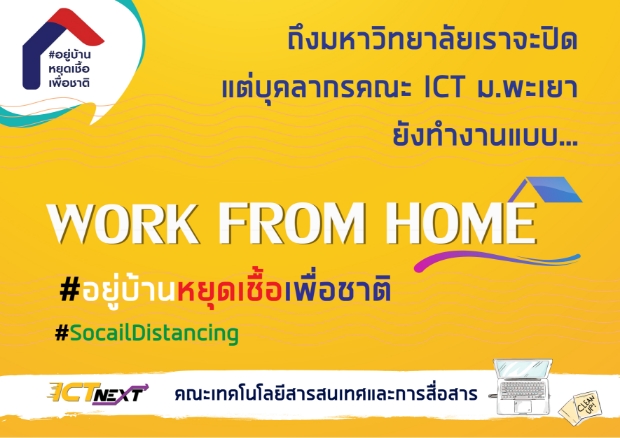 #อยู่บ้าน
หยุดเชื้อ
เพื่อชาติ
ถึงมหาวิทยาลัยเราจะปิด
แต่บุคลากรคณะ ICT ม.พะเยา
ยังทำงานแบบ...
WORK FROM HOME
#อยู่บ้านหยุดเชื้อเพื่อชาติ
#SocailDistancing
ICTNEXT คณะเทคโนโลยีสารสนเทศและการสื่อสาร
CLEAN UP!